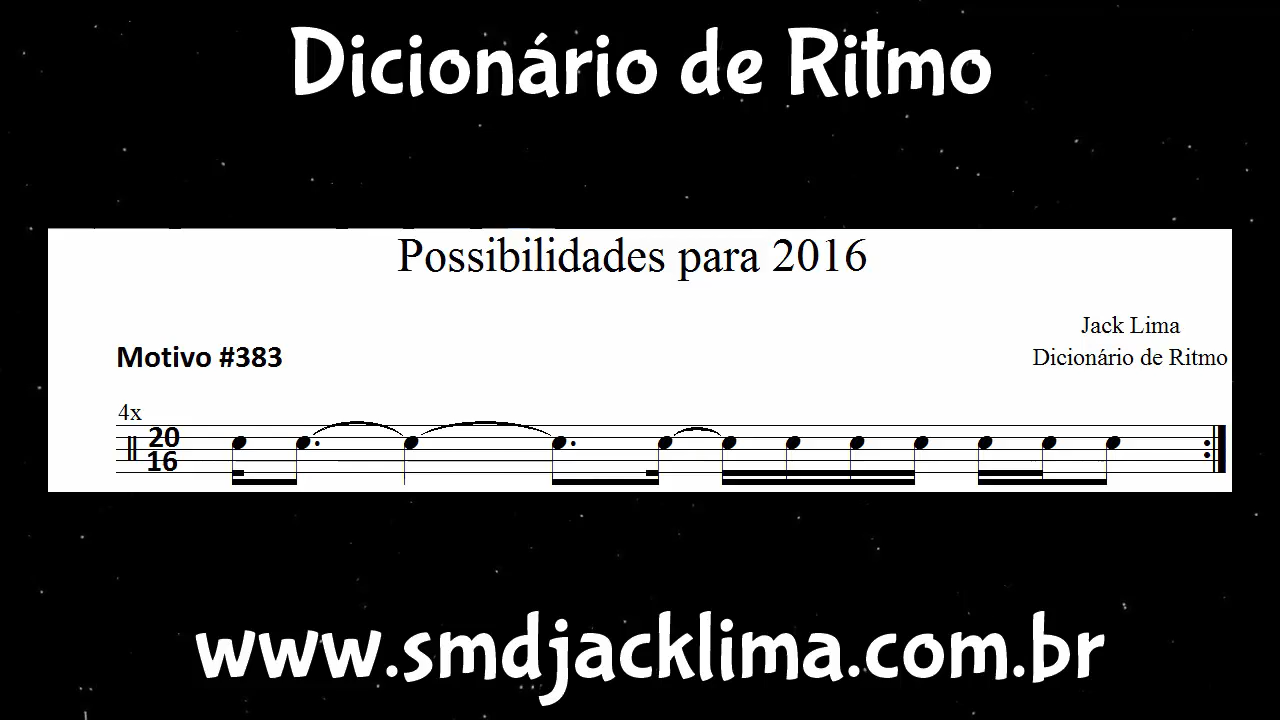 Dicionário de Ritmo
Possibilidades para 2016
Jack Lima
Motivo #383
Dicionário de Ritmo
4x
20
16
www.smdjacklima.com.br